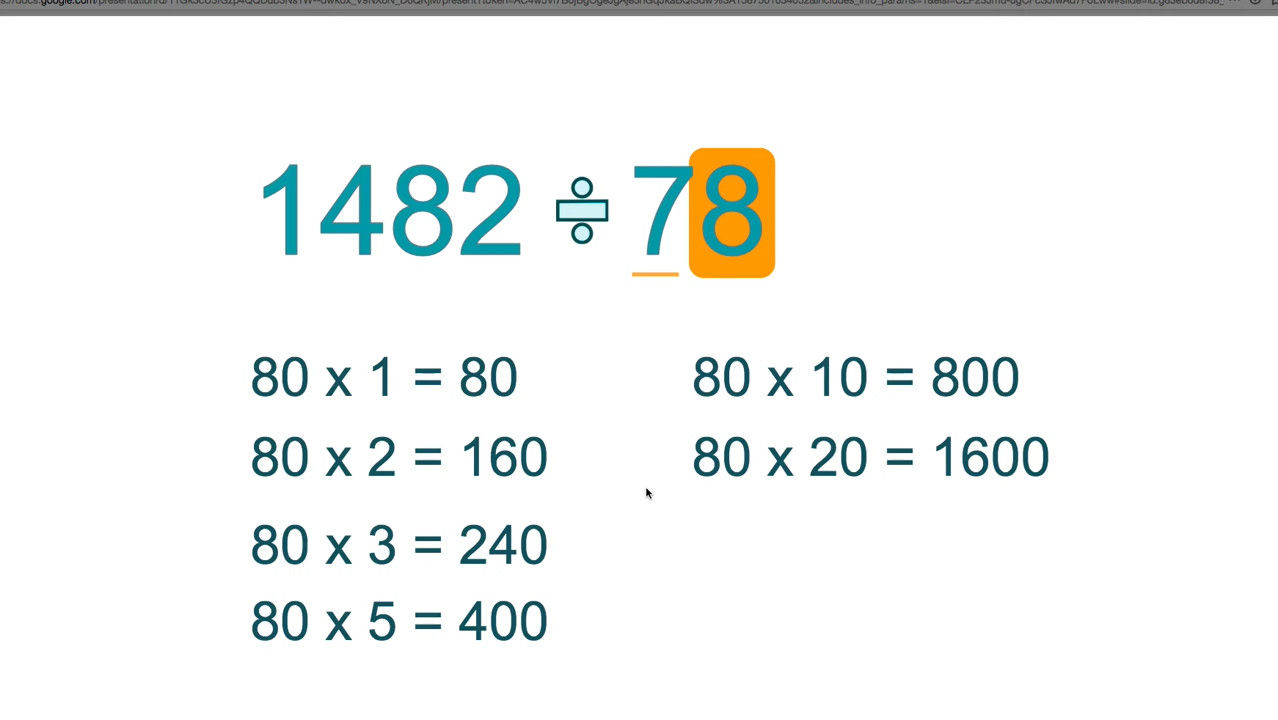 1482 ÷ 78
80 x 1 = 80
80 x 2 = 160
80 x 3 = 240
80 x 5 = 400
80 x 10 = 800
80 x 20 = 1600